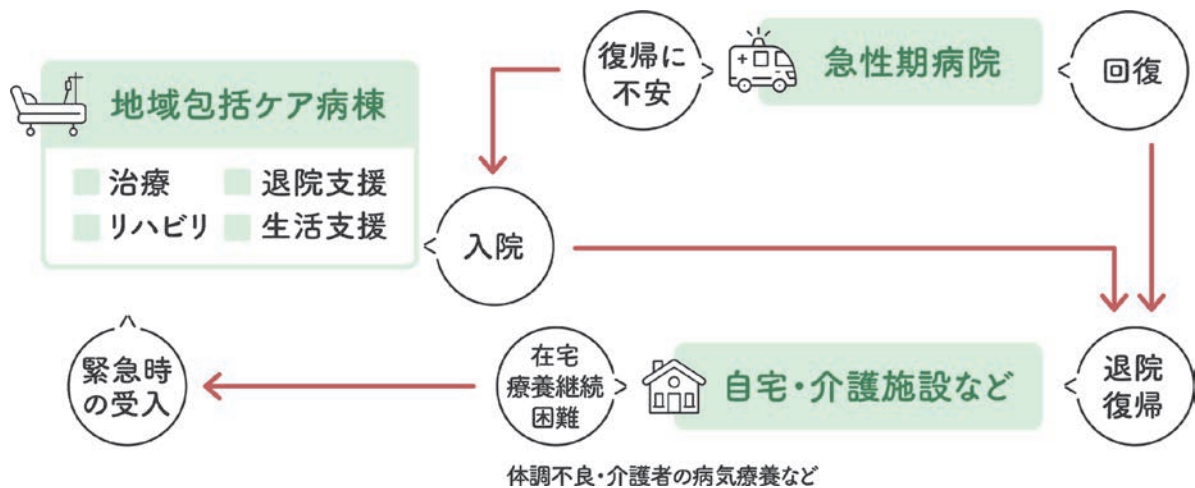 地域包括ケア病棟
治療
退院支援
リハビリ
生活支援
復帰に
不安
急性期病院
回復
入院
緊急時
の受入
在宅
療養継続
困難
自宅・介護施設など
退院
復帰
体調不良・介護者の病気療養など